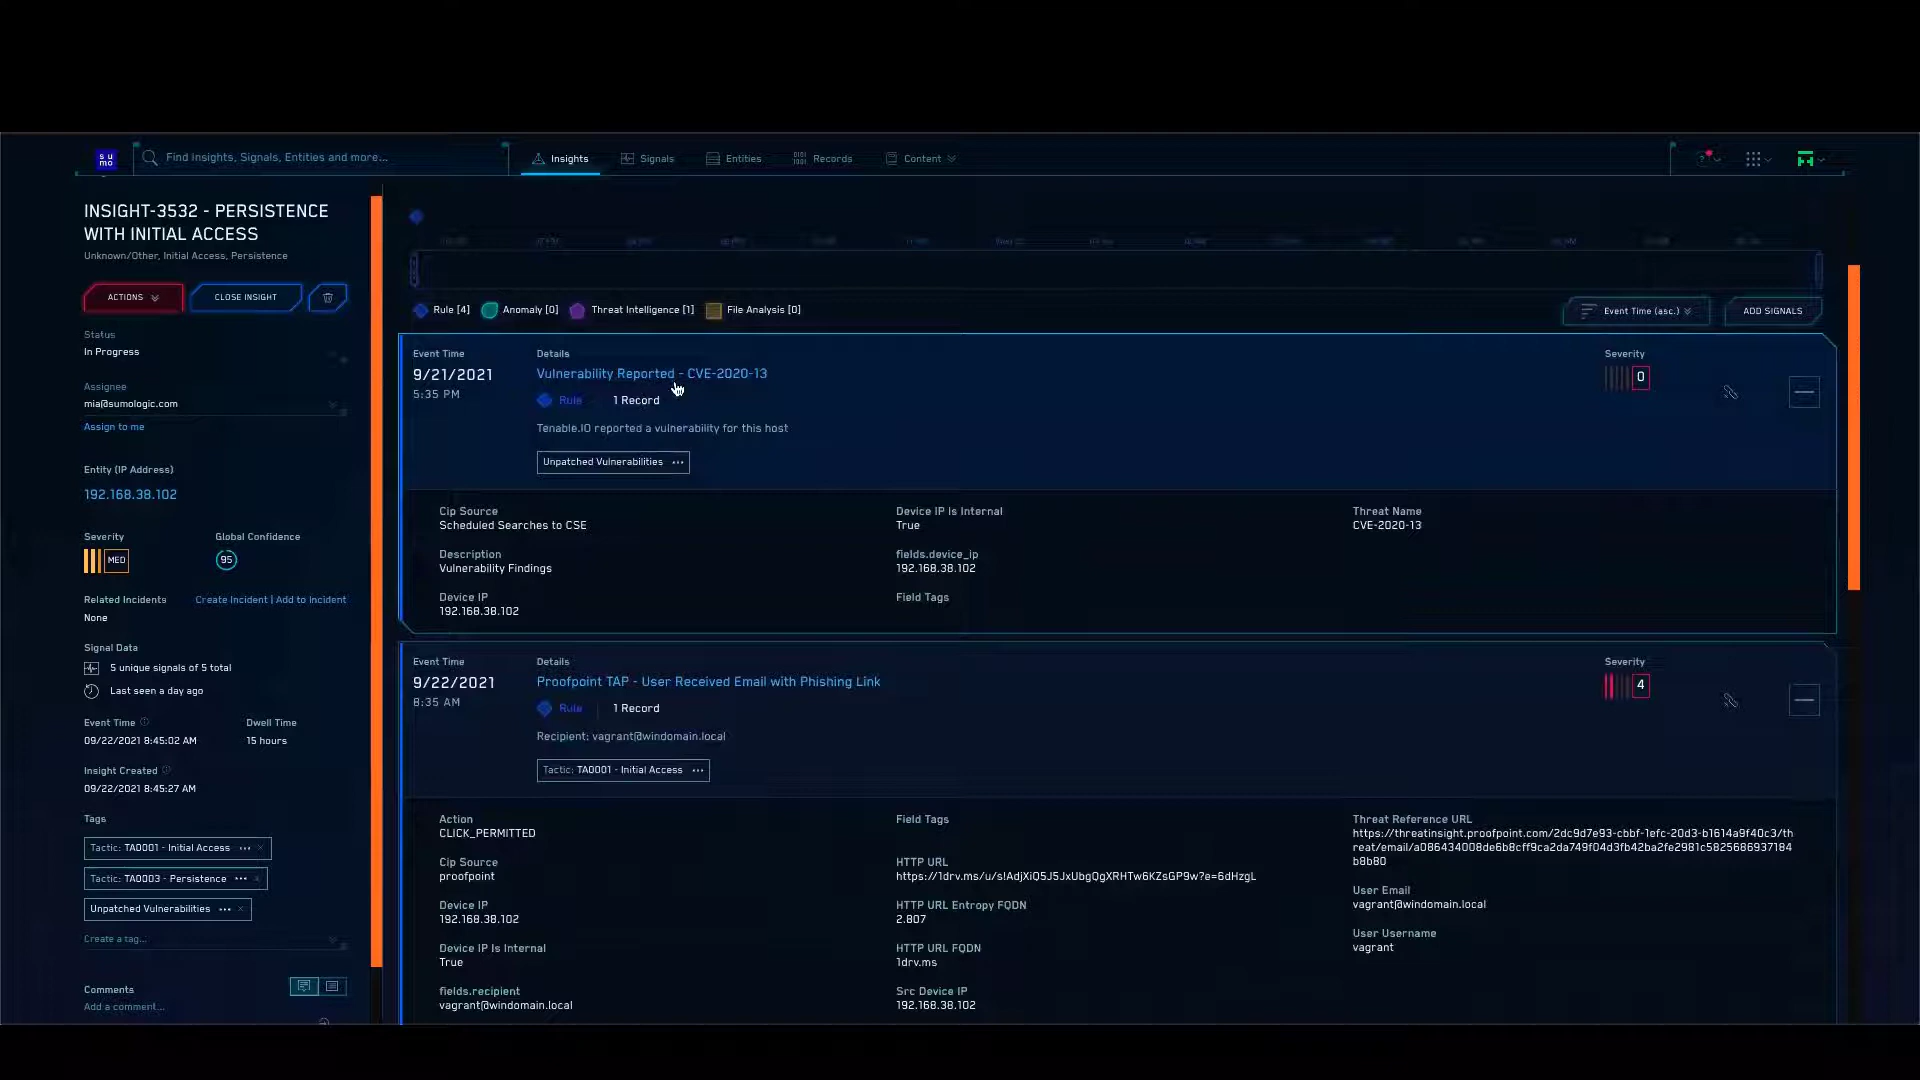 su
mo
Find Insights, Signals, Entities and more...
Insights
Signals
Entities
Records
Content
INSIGHT-3532 - PERSISTENCE
WITH INITIAL ACCESS
Unknown/Other, Initial Access, Persistence
ACTIONS
CLOSE INSIGHT
Status
In Progress
Assignee
mia@sumologic.com
Assign to me
Entity (IP Address)
192.168.38.102
Severity
Global Confidence
MED
95
Related Incidents
Create Incident | Add to Incident
None
Signal Data
5 unique signals of 5 total
Last seen a day ago
Event Time
Dwell Time
09/22/2021 8:45:02 AM
15 hours
Insight Created
09/22/2021 8:45:27 AM
Tags
Tactic: TA0001 - Initial Access
Tactic: TA0003 - Persistence
Unpatched Vulnerabilities
Create a tag...
Comments
Add a comment...
Rule [4]
Anomaly [0]
Threat Intelligence [1]
File Analysis [0]
Event Time (asc.)
ADD SIGNALS
Event Time
Details
Severity
9/21/2021
Vulnerability Reported - CVE-2020-13
0
5:35 PM
Rule
1 Record
Tenable.IO reported a vulnerability for this host
Unpatched Vulnerabilities
Cip Source
Scheduled Searches to CSE
Description
Vulnerability Findings
Device IP
192.168.38.102
Device IP Is Internal
True
fields.device_ip
192.168.38.102
Field Tags
Threat Name
CVE-2020-13
Event Time
Details
Severity
9/22/2021
Proofpoint TAP - User Received Email with Phishing Link
4
8:35 AM
Rule
1 Record
Recipient: vagrant@windomain.local
Tactic: TA0001 - Initial Access
Action
CLICK_PERMITTED
Cip Source
proofpoint
Device IP
192.168.38.102
Device IP Is Internal
True
fields.recipient
vagrant@windomain.local
Field Tags
HTTP URL
https://1drv.ms/u/s!AdjXiQ5J5JxUbgQgXRHTw6KZsGP9w?e=6dHzgL
HTTP URL Entropy FQDN
2.807
HTTP URL FQDN
1drv.ms
Src Device IP
192.168.38.102
Threat Reference URL
https://threatinsight.proofpoint.com/2dc9d7e93-cbbf-1efc-20d3-b1614a9f40c3/th
reat/email/a086434008de6b8cff9ca2da749f04d3fb42ba2fe2981c5825686937184
b8b80
User Email
vagrant@windomain.local
User Username
vagrant